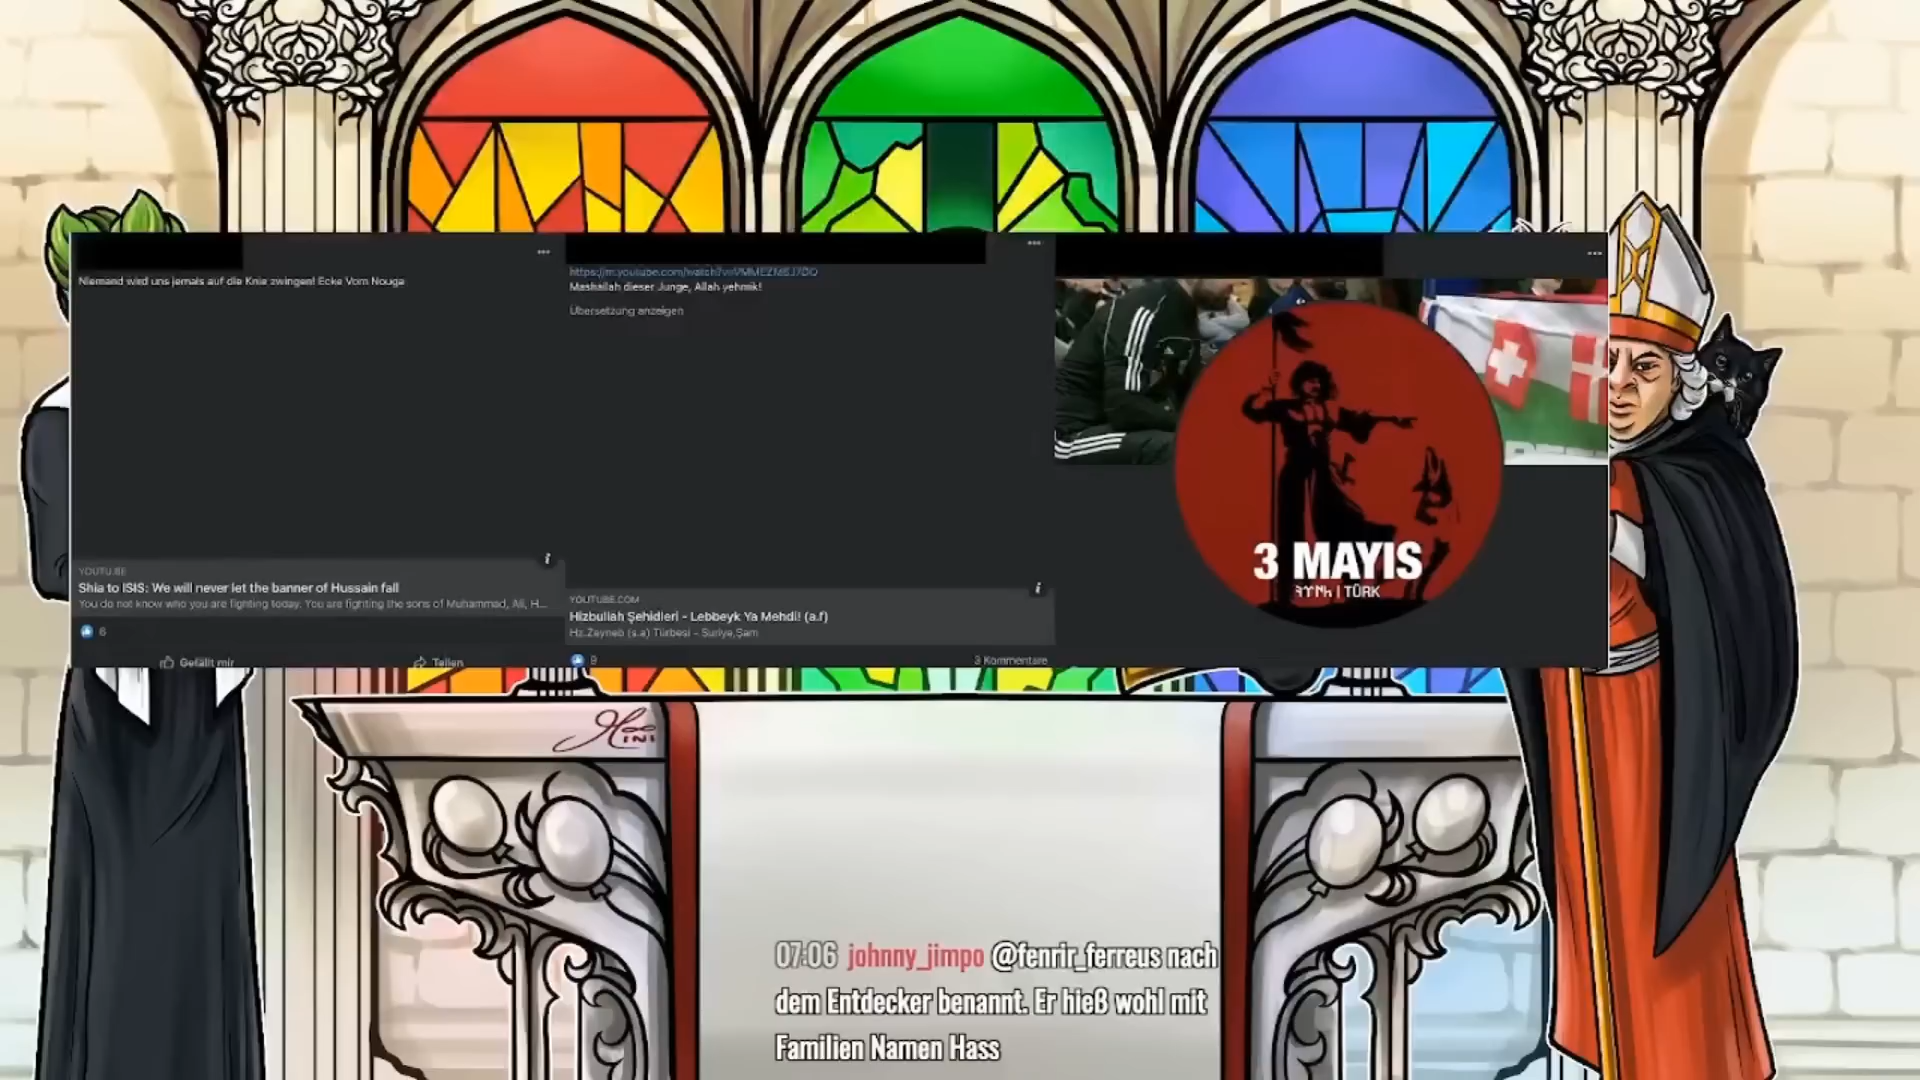 Niemand wird uns jemals auf die Knie zwingen! Ecke Vom Nouga
YOUTU.BE
Shia to ISIS: We will never let the banner of Hussain fall
You do not know who you are fighting today. You are fighting the sons of Muhammad, Ali, H...
6
Gefällt mir
Teilen
Mashallah dieser Junge, Allah yehmik!
Übersetzung anzeigen
YOUTUBE.COM
Hizbullah Şehidleri - Lebbeyk Ya Mehdi! (a.f)
Hz.Zeyneb (s.a) Türbesi - Suriye,Şam
9
3 Kommentare
3 MAYIS
| TÜRK
07:06 johnny_jimpo @fenrir_ferreus nach
dem Entdecker benannt. Er hieß wohl mit
Familien Namen Hass